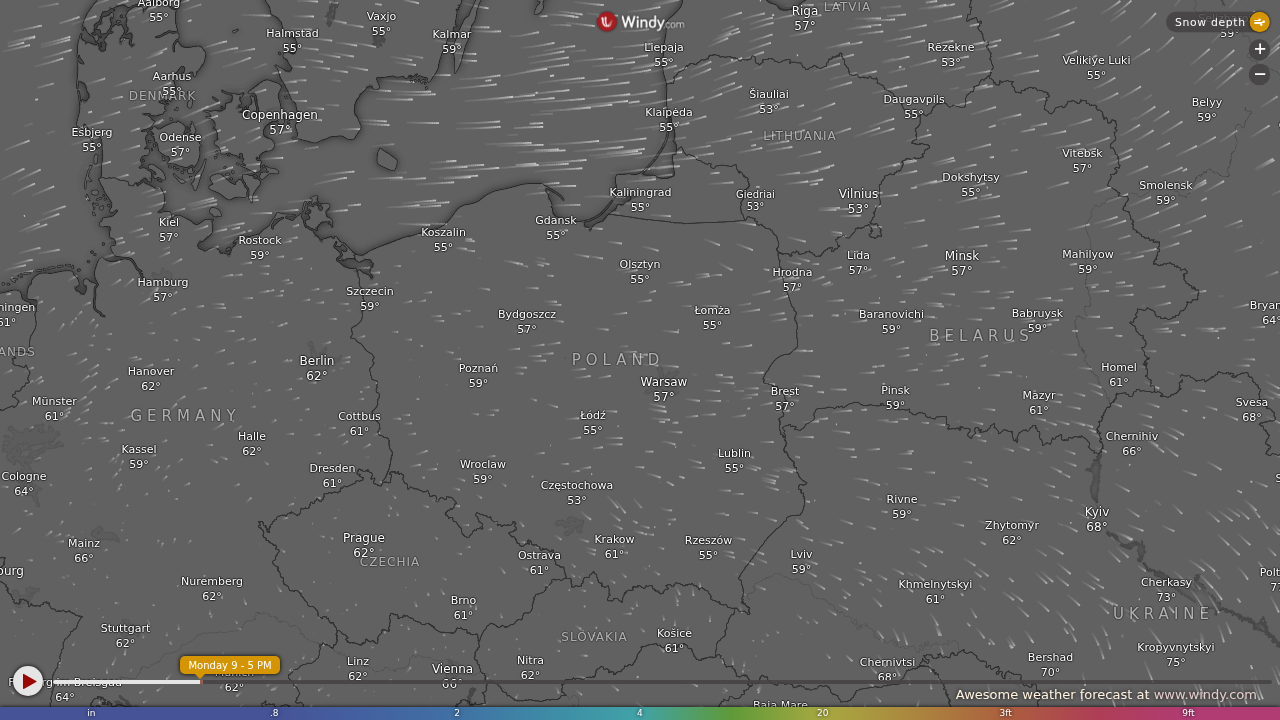 Aalborg
55°
Vaxjo
55°
Windy.com
Riga
57°
LATVIA
Snow depth
59°
Halmstad
55°
Kalmar
59°
Liepaja
55°
Rēzekne
53°
+
Velikiye Luki
55°
−
Aarhus
55°
DENMARK
Šiauliai
53°
Daugavpils
55°
Belyy
59°
Copenhagen
57°
Klaipėda
55°
Esbjerg
55°
Odense
57°
LITHUANIA
Vitebsk
57°
Kaliningrad
55°
Giedriai
53°
Vilnius
53°
Dokshytsy
55°
Smolensk
59°
Kiel
57°
Rostock
59°
Koszalin
55°
Gdansk
55°
Olsztyn
55°
Hrodna
57°
Lida
57°
Minsk
57°
Mahilyow
59°
Hamburg
57°
Szczecin
59°
Bydgoszcz
57°
Łomża
55°
Baranovichi
59°
Babruysk
59°
BELARUS
64°
ANDS
Hanover
62°
Berlin
62°
POLAND
Poznań
59°
Warsaw
57°
Brest
57°
Pinsk
59°
Homel
61°
Mazyr
61°
Münster
61°
GERMANY
Cottbus
61°
Łódź
55°
Svesa
68°
Kassel
59°
Halle
62°
Chernihiv
66°
Cologne
64°
Dresden
61°
Wroclaw
59°
Lublin
55°
Częstochowa
53°
Rivne
59°
Kyiv
68°
Zhytomyr
62°
Mainz
66°
Prague
62°
CZECHIA
Ostrava
61°
Krakow
61°
Rzeszów
55°
Lviv
59°
Nuremberg
62°
Khmelnytskyi
61°
Cherkasy
73°
UKRAINE
Brno
61°
Stuttgart
62°
SLOVAKIA
Košice
61°
Kropyvnytskyi
75°
Monday 9 - 5 PM
Linz
62°
Vienna
66°
Nitra
62°
Chernivtsi
68°
Bershad
70°
64°
62°
Awesome weather forecast at www.windy.com
Baia Mare
in
.8
2
4
20
3ft
9ft